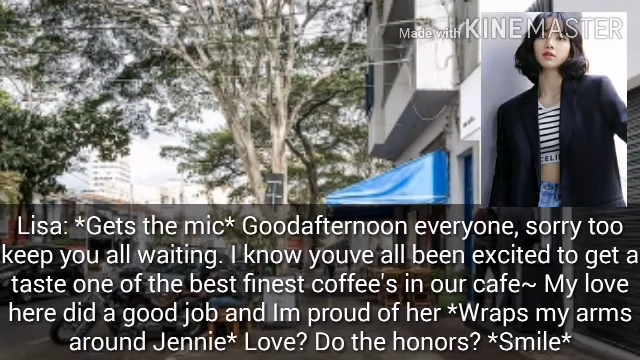 Made with KINEMASTER
CELI
Lisa: *Gets the mic* Goodafternoon everyone, sorry too
keep you all waiting. I know youve all been excited to get a
taste one of the best finest coffee's in our cafe~ My love
here did a good job and Im proud of her *Wraps my arms
around Jennie* Love? Do the honors? *Smile*